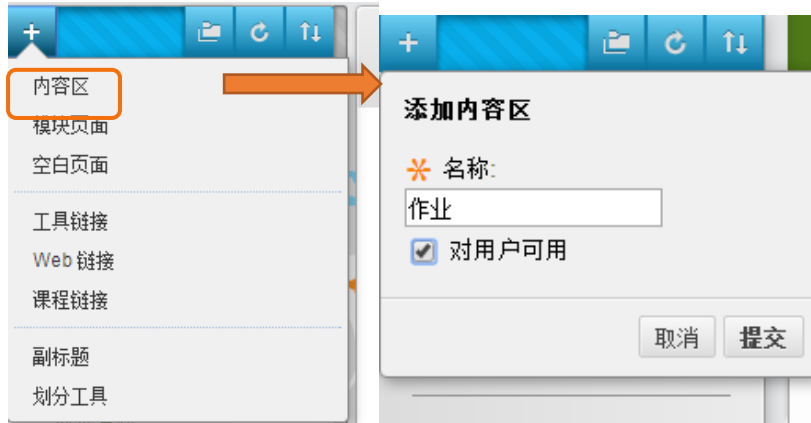 内容区
模块页面
空白页面
工具链接
Web 链接
课程链接
副标题
划分工具
添加内容区
名称:
作业
对用户可用
取消
提交